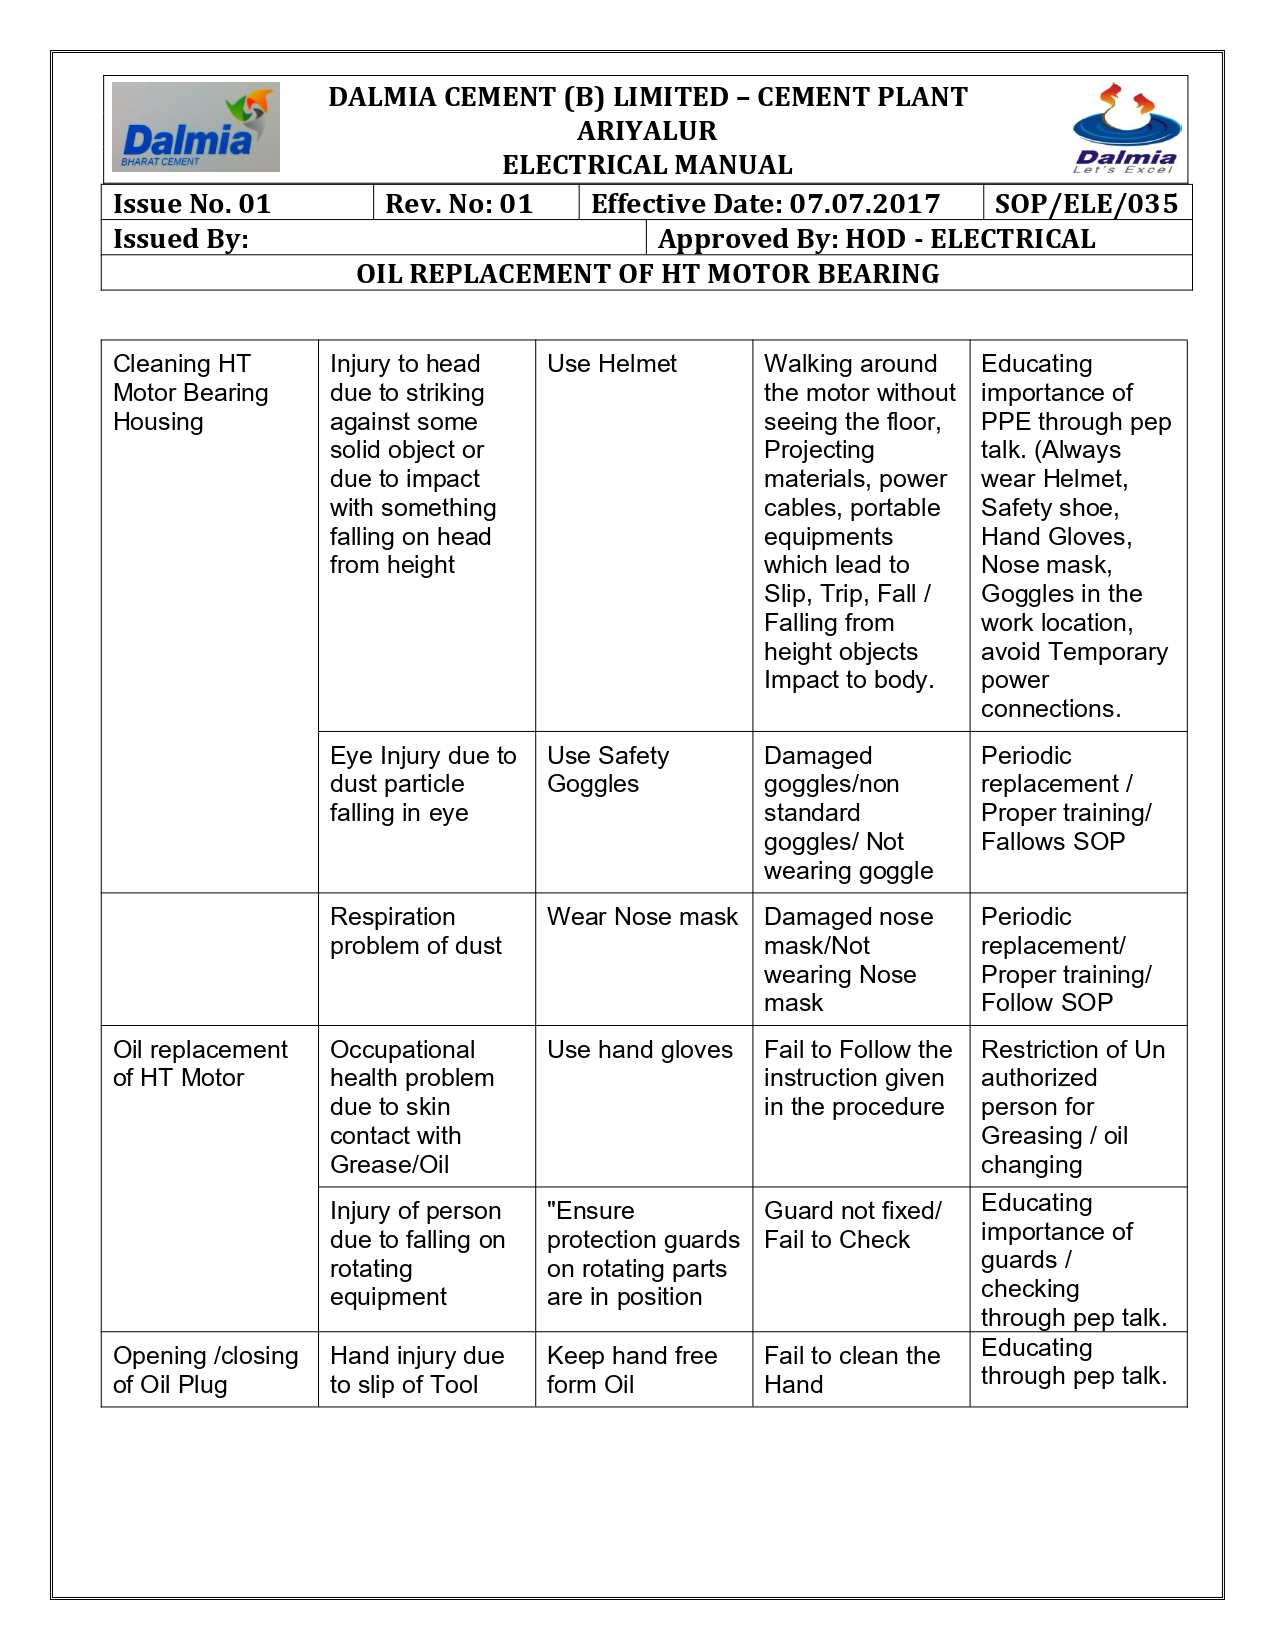 Dalmia
BHARAT CEMENT
DALMIA CEMENT (B) LIMITED – CEMENT PLANT
ARIYALUR
ELECTRICAL MANUAL
Dalmia
Let's Excel
Issue No. 01
Rev. No: 01
Effective Date: 07.07.2017
SOP/ELE/035
Issued By:
Approved By: HOD - ELECTRICAL
OIL REPLACEMENT OF HT MOTOR BEARING
Cleaning HT
Motor Bearing
Housing
Injury to head
due to striking
against some
solid object or
due to impact
with something
falling on head
from height
Use Helmet
Walking around
the motor without
seeing the floor,
Projecting
materials, power
cables, portable
equipments
which lead to
Slip, Trip, Fall /
Falling from
height objects
Impact to body.
Educating
importance of
PPE through pep
talk. (Always
wear Helmet,
Safety shoe,
Hand Gloves,
Nose mask,
Goggles in the
work location,
avoid Temporary
power
connections.
Eye Injury due to
dust particle
falling in eye
Use Safety
Goggles
Damaged
goggles/non
standard
goggles/ Not
wearing goggle
Periodic
replacement /
Proper training/
Fallows SOP
Respiration
problem of dust
Wear Nose mask
Damaged nose
mask/Not
wearing Nose
mask
Periodic
replacement/
Proper training/
Follow SOP
Oil replacement
of HT Motor
Occupational
health problem
due to skin
contact with
Grease/Oil
Use hand gloves
Fail to Follow the
instruction given
in the procedure
Restriction of Un
authorized
person for
Greasing / oil
changing
Injury of person
due to falling on
rotating
equipment
"Ensure
protection guards
on rotating parts
are in position
Guard not fixed/
Fail to Check
Educating
importance of
guards /
checking
through pep talk.
Opening /closing
of Oil Plug
Hand injury due
to slip of Tool
Keep hand free
form Oil
Fail to clean the
Hand
Educating
through pep talk.